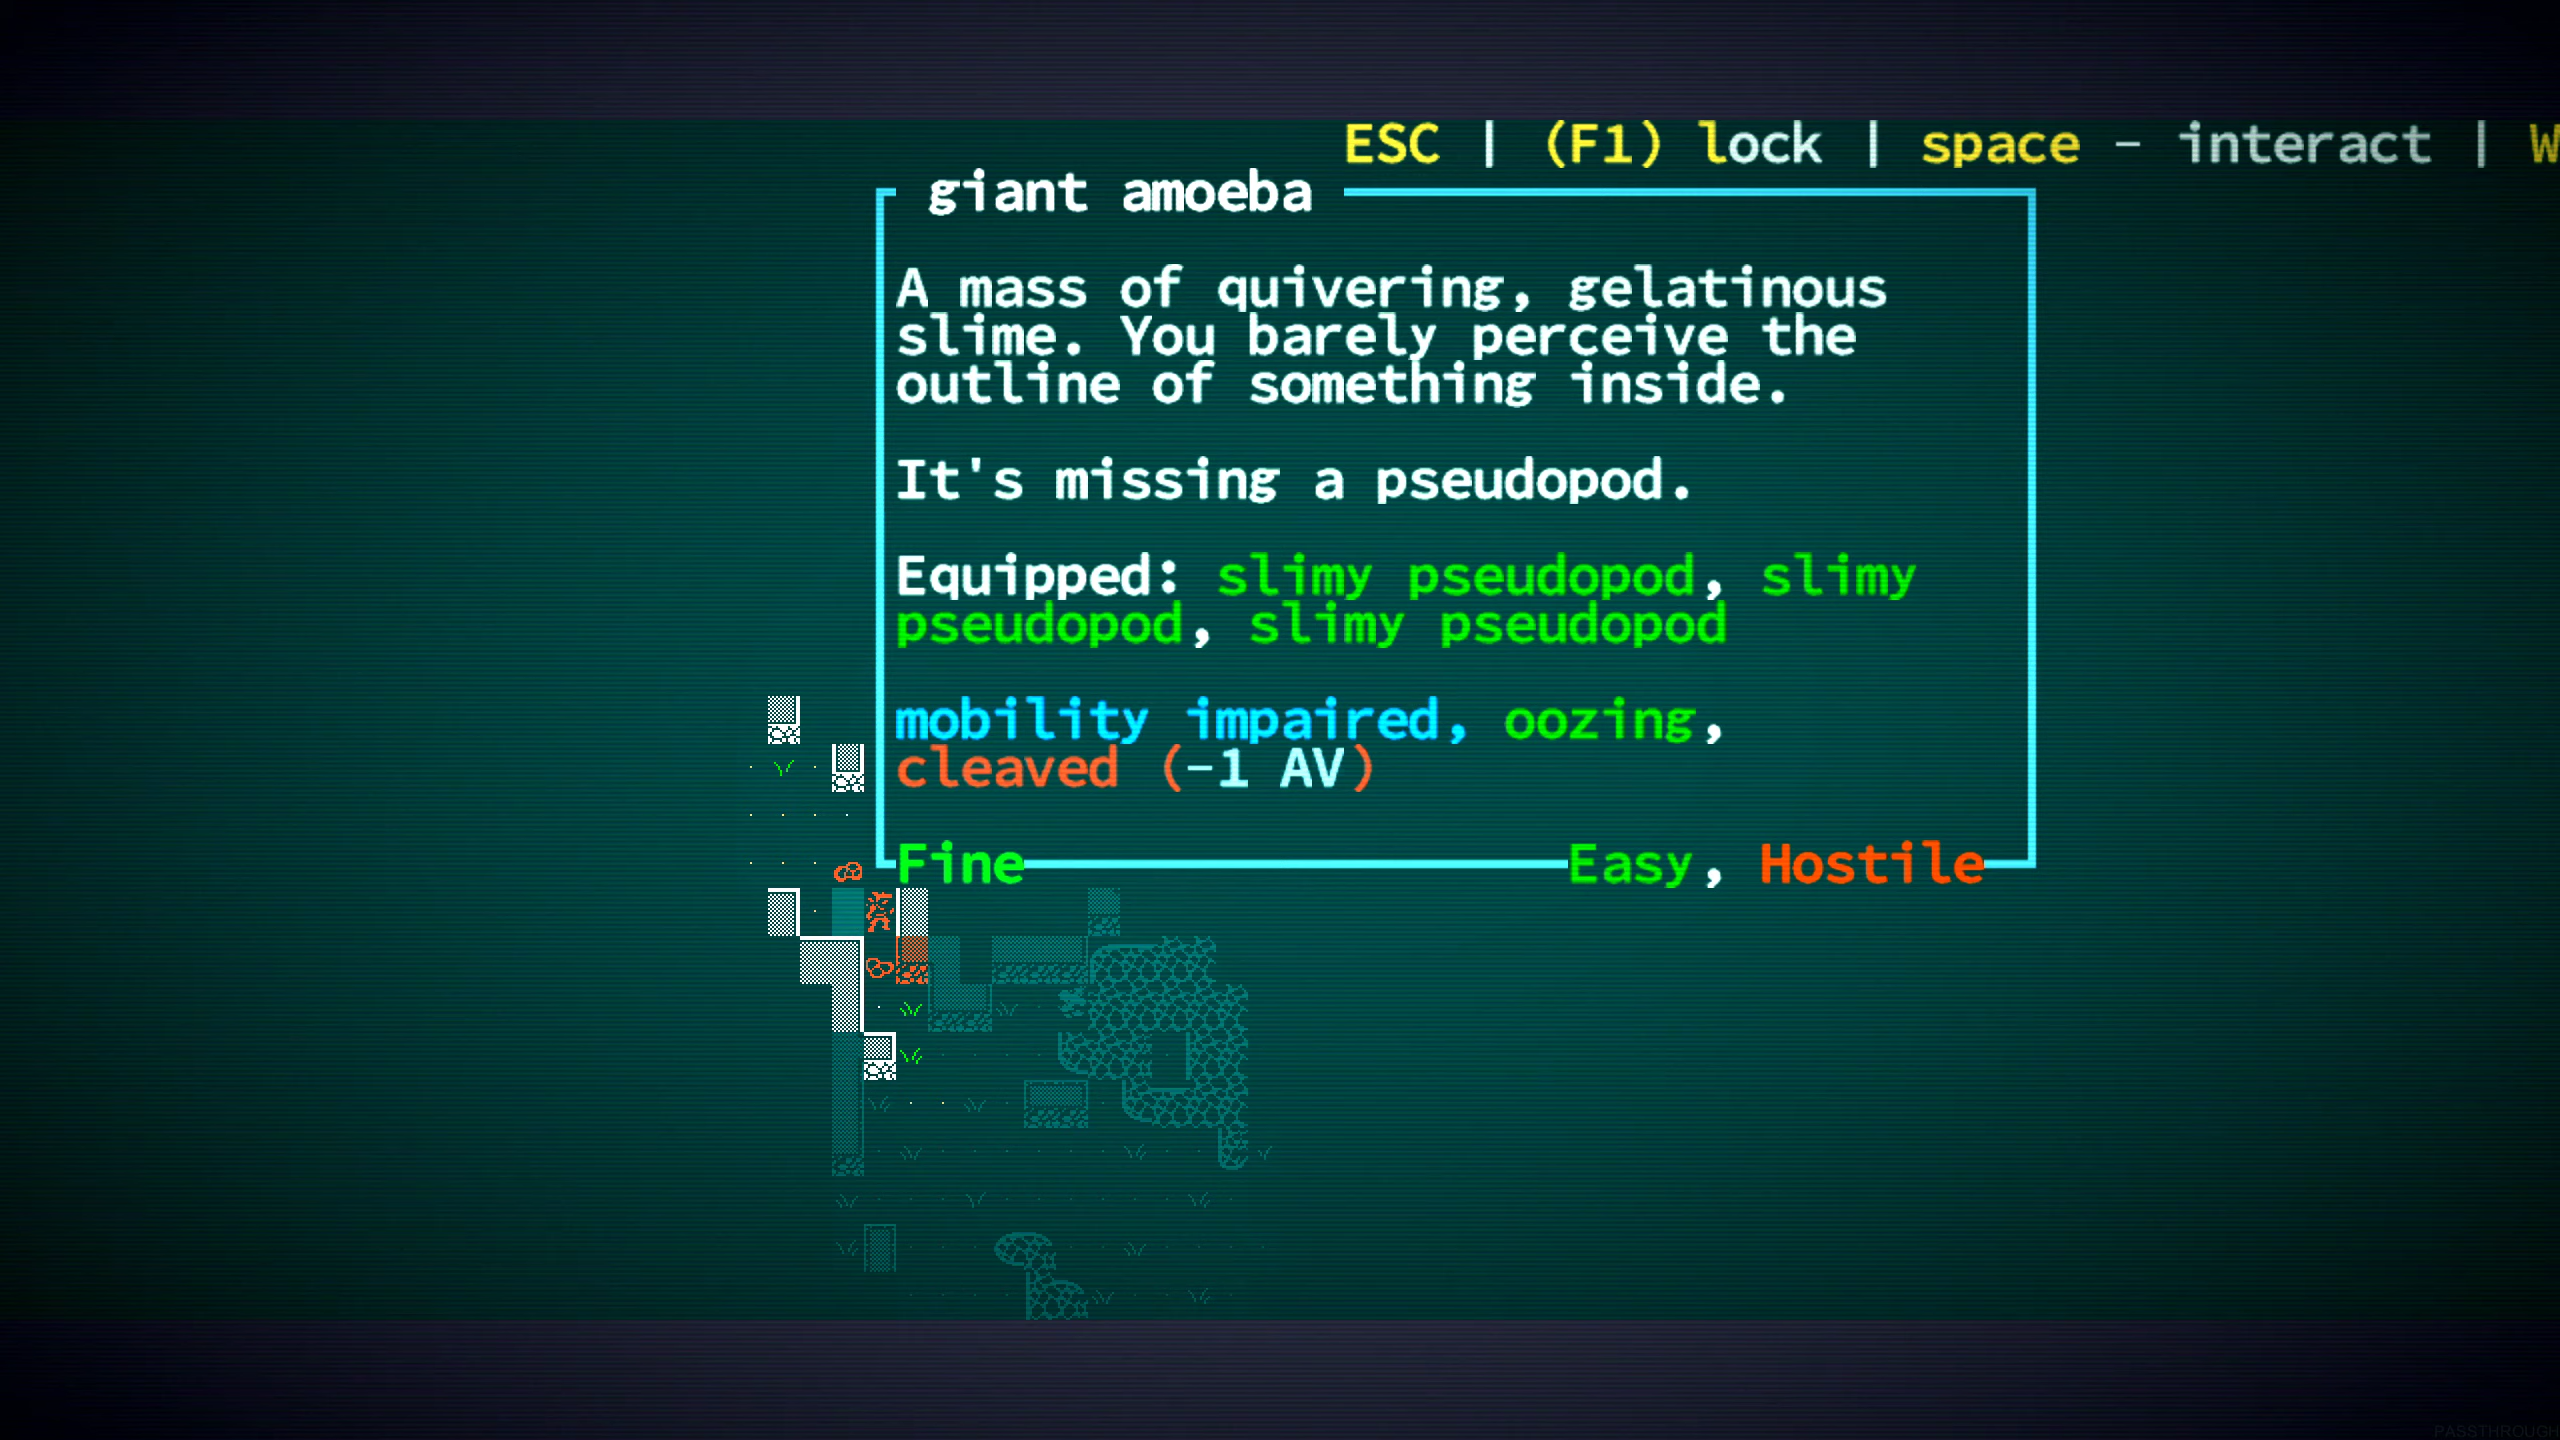 ESC | (F1) lock | space - interact | W
giant amoeba
A mass of quivering, gelatinous
slime. You barely perceive the
outline of something inside.
It's missing a pseudopod.
Equipped: slimy pseudopod, slimy
pseudopod, slimy pseudopod
mobility impaired, oozing,
cleaved (-1 AV)
Fine Easy, Hostile
PASSTHROUGH